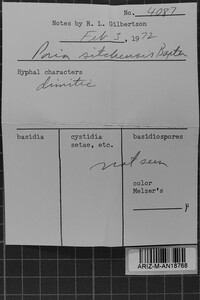 No. 4087
Notes by R. L. Gilbertson
Feb 3, 1972
Poria sitchensis Baxter
Hyphal characters
dimitic
basidia
cystidia
setae, etc.
basidiospores
not seen
color
Melzer's
µ
ARIZ-M-AN18768